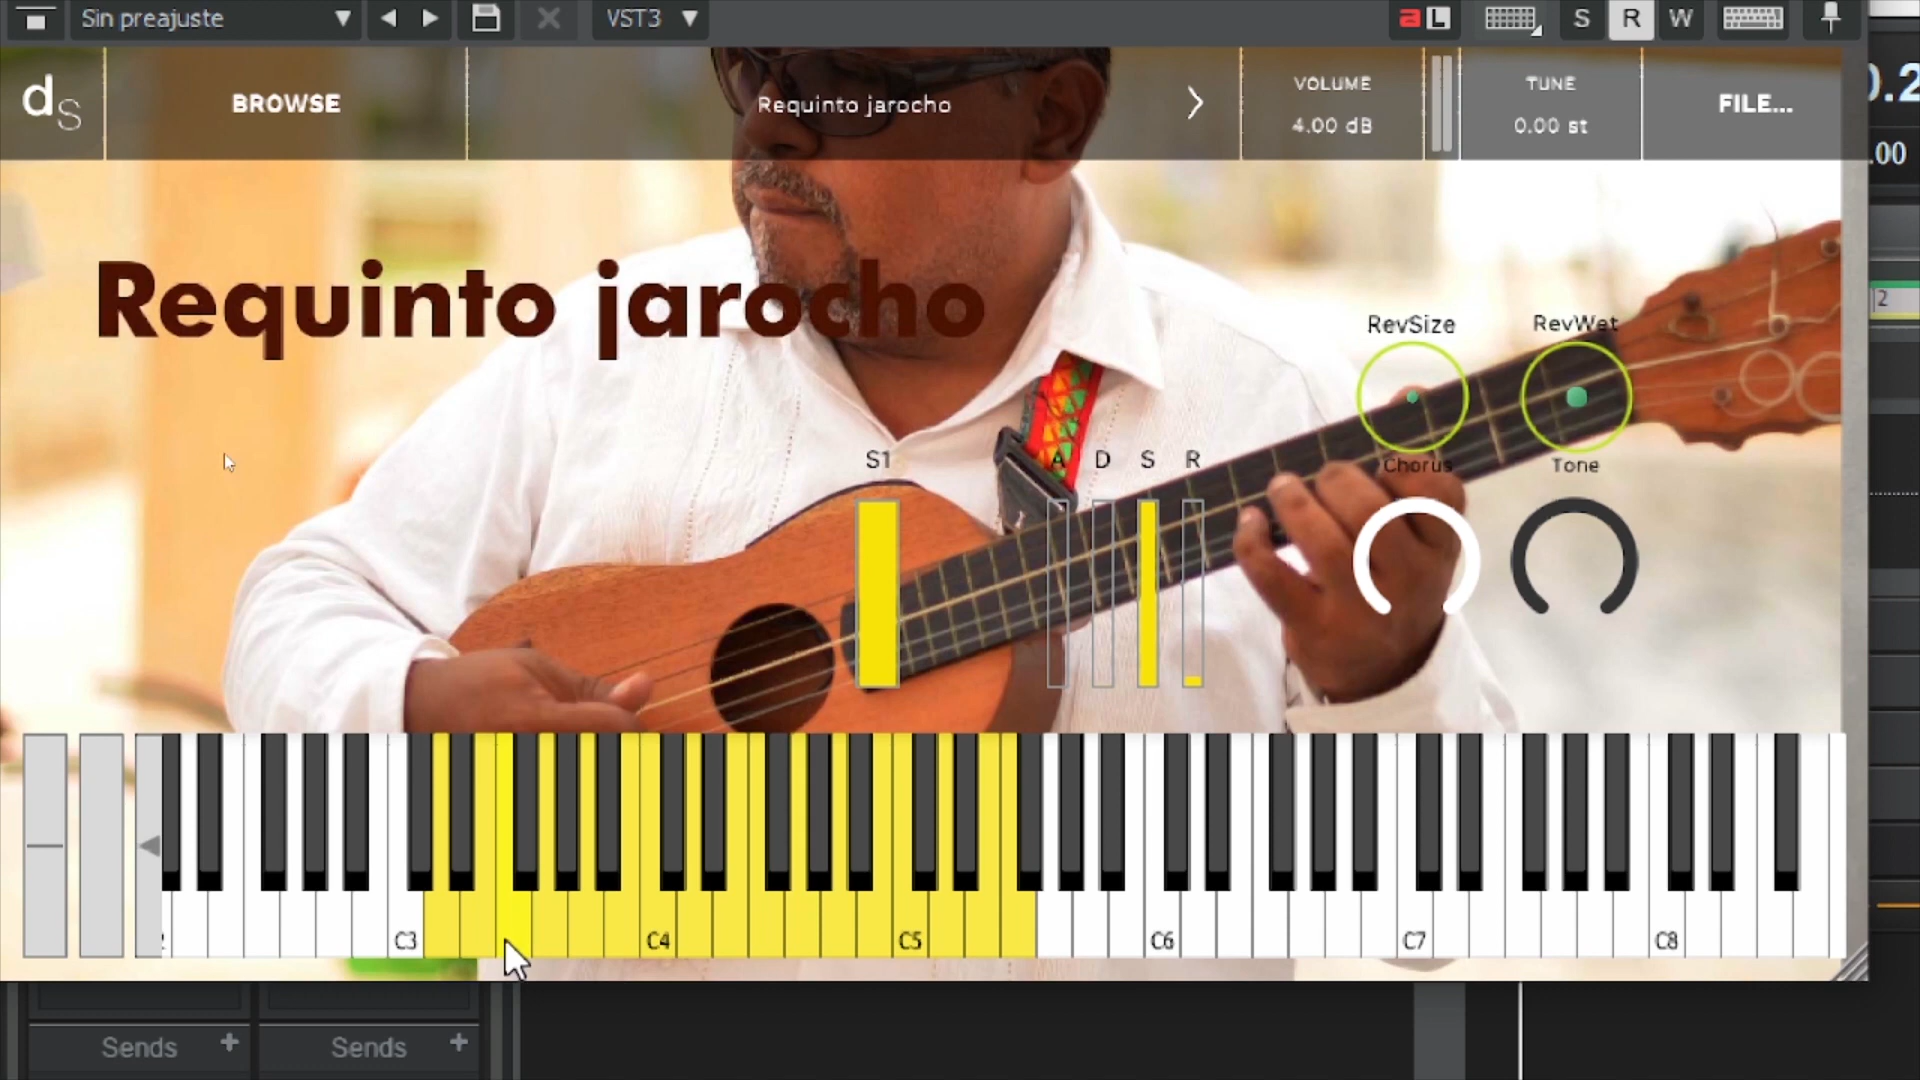 Sin preajuste
VST3
a L
S R W
ds
BROWSE
Requinto jarocho
VOLUME
4.00 dB
TUNE
0.00 st
FILE...
.00
Requinto jarocho
2
RevSize RevWet
S1 A D S R
Chorus Tone
C3 C4 C5 C6 C7 C8
Sends + Sends +